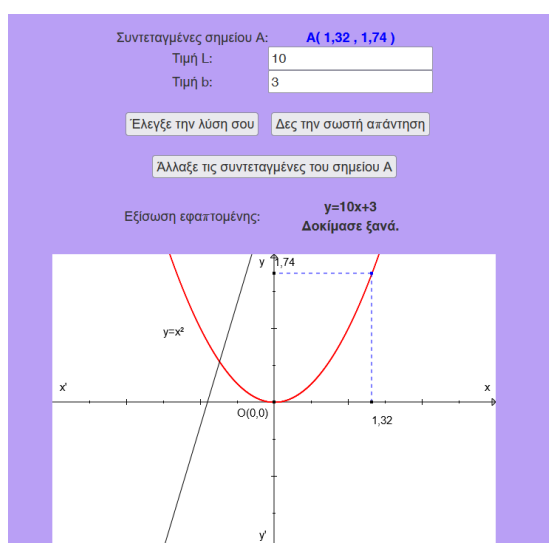 Συντεταγμένες σημείου Α: Α( 1,32 , 1,74 )
Τιμή L: 10
Τιμή b: 3
Έλεγξε την λύση σου Δες την σωστή απάντηση
Άλλαξε τις συντεταγμένες του σημείου Α
Εξίσωση εφαπτομένης: y=10x+3
Δοκίμασε ξανά.
y 1,74
y=x²
x' x
O(0,0)
1,32
y'